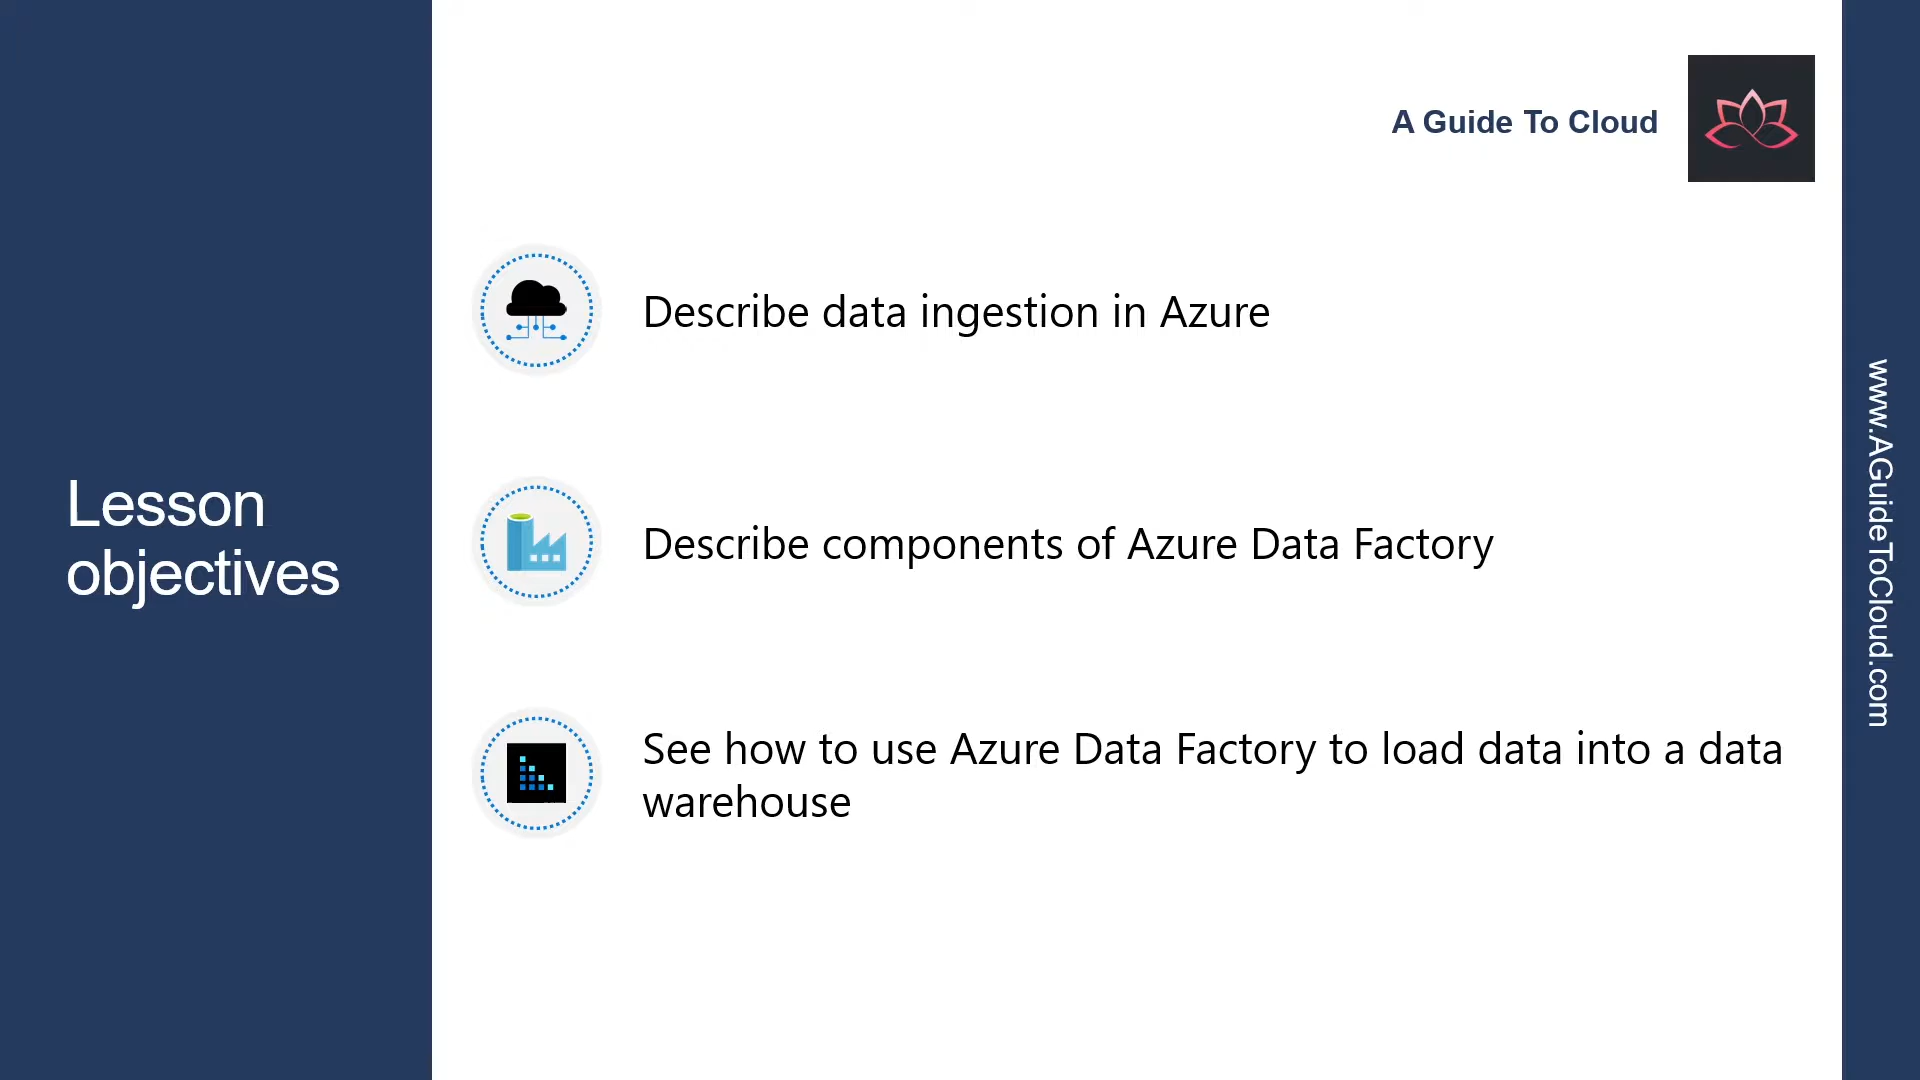 Lesson
objectives
A Guide To Cloud
Describe data ingestion in Azure
Describe components of Azure Data Factory
See how to use Azure Data Factory to load data into a data
warehouse
www.AGuideToCloud.com